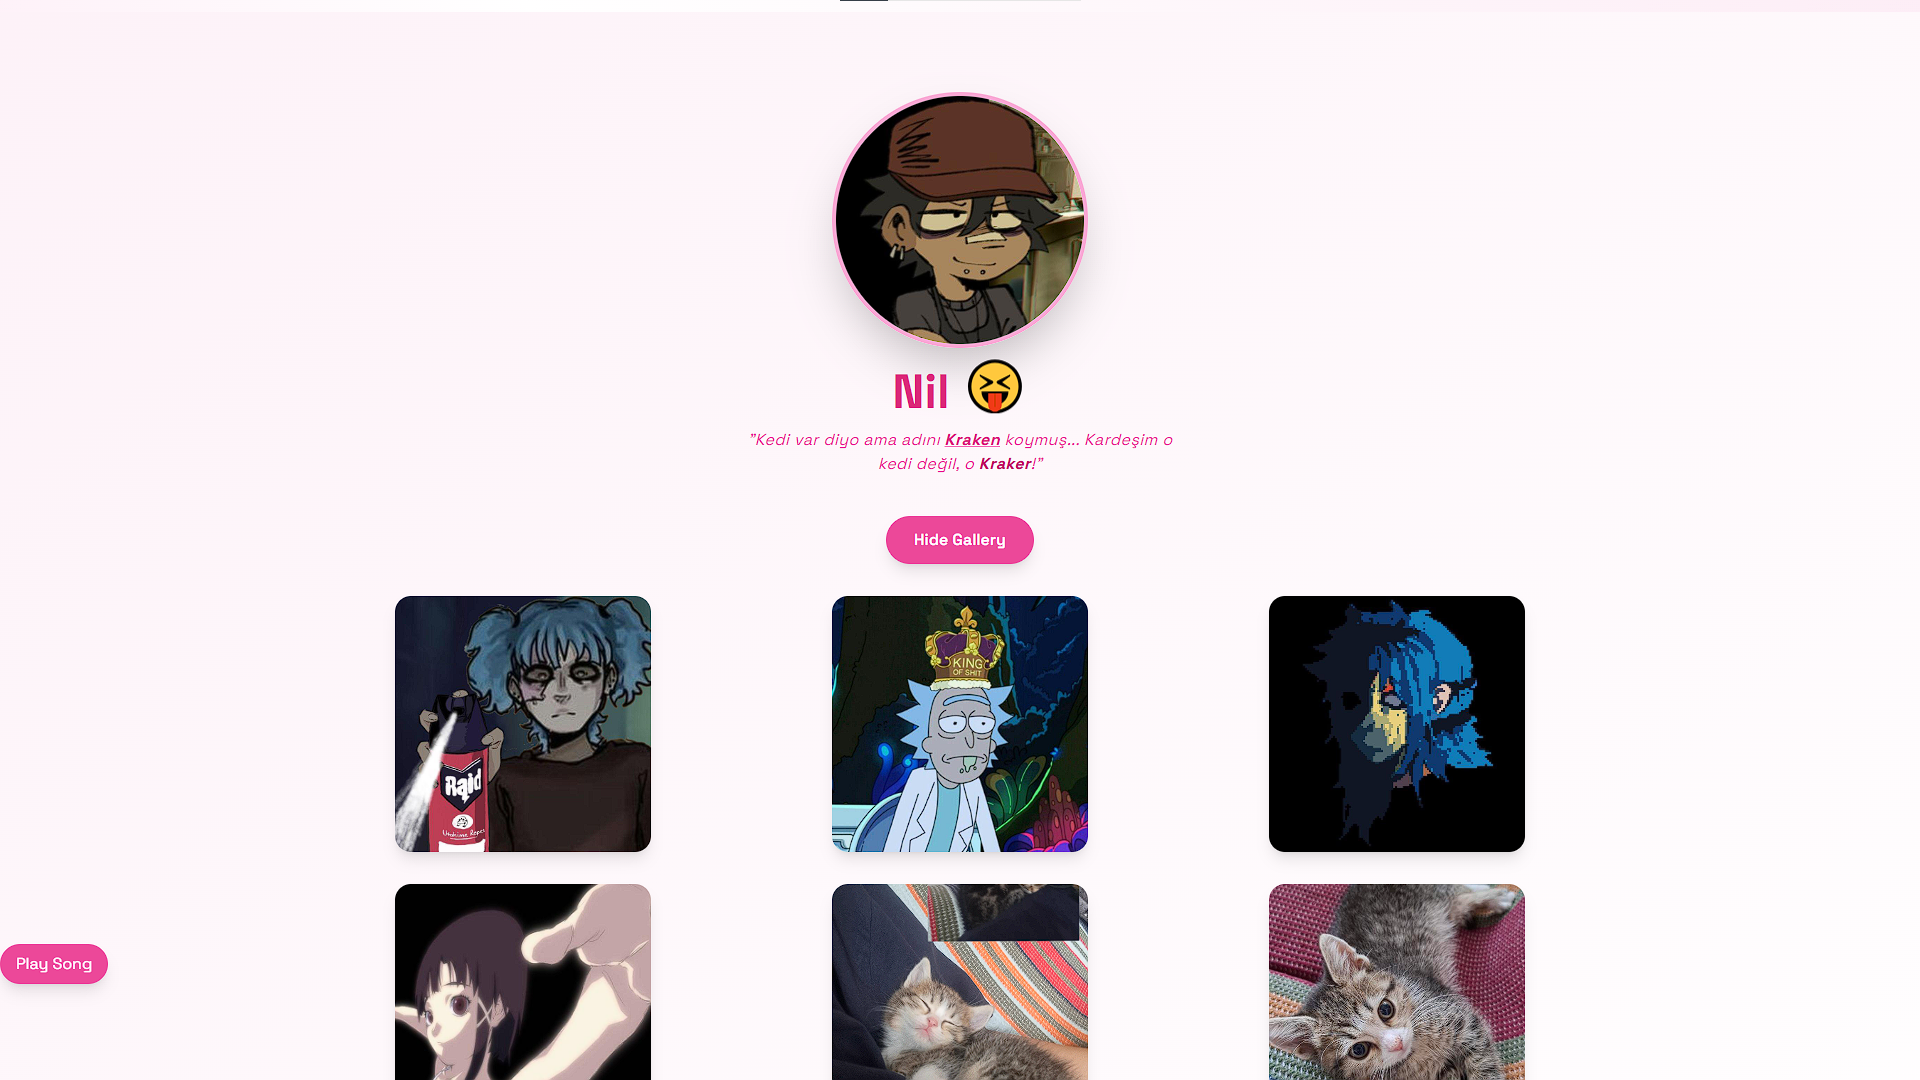 Nil
"Kedi var diyo ama adını Kraken koymuş... Kardeşim o
kedi değil, o Kraker!"
Hide Gallery
KING
OF SHIT
Raid
Play Song